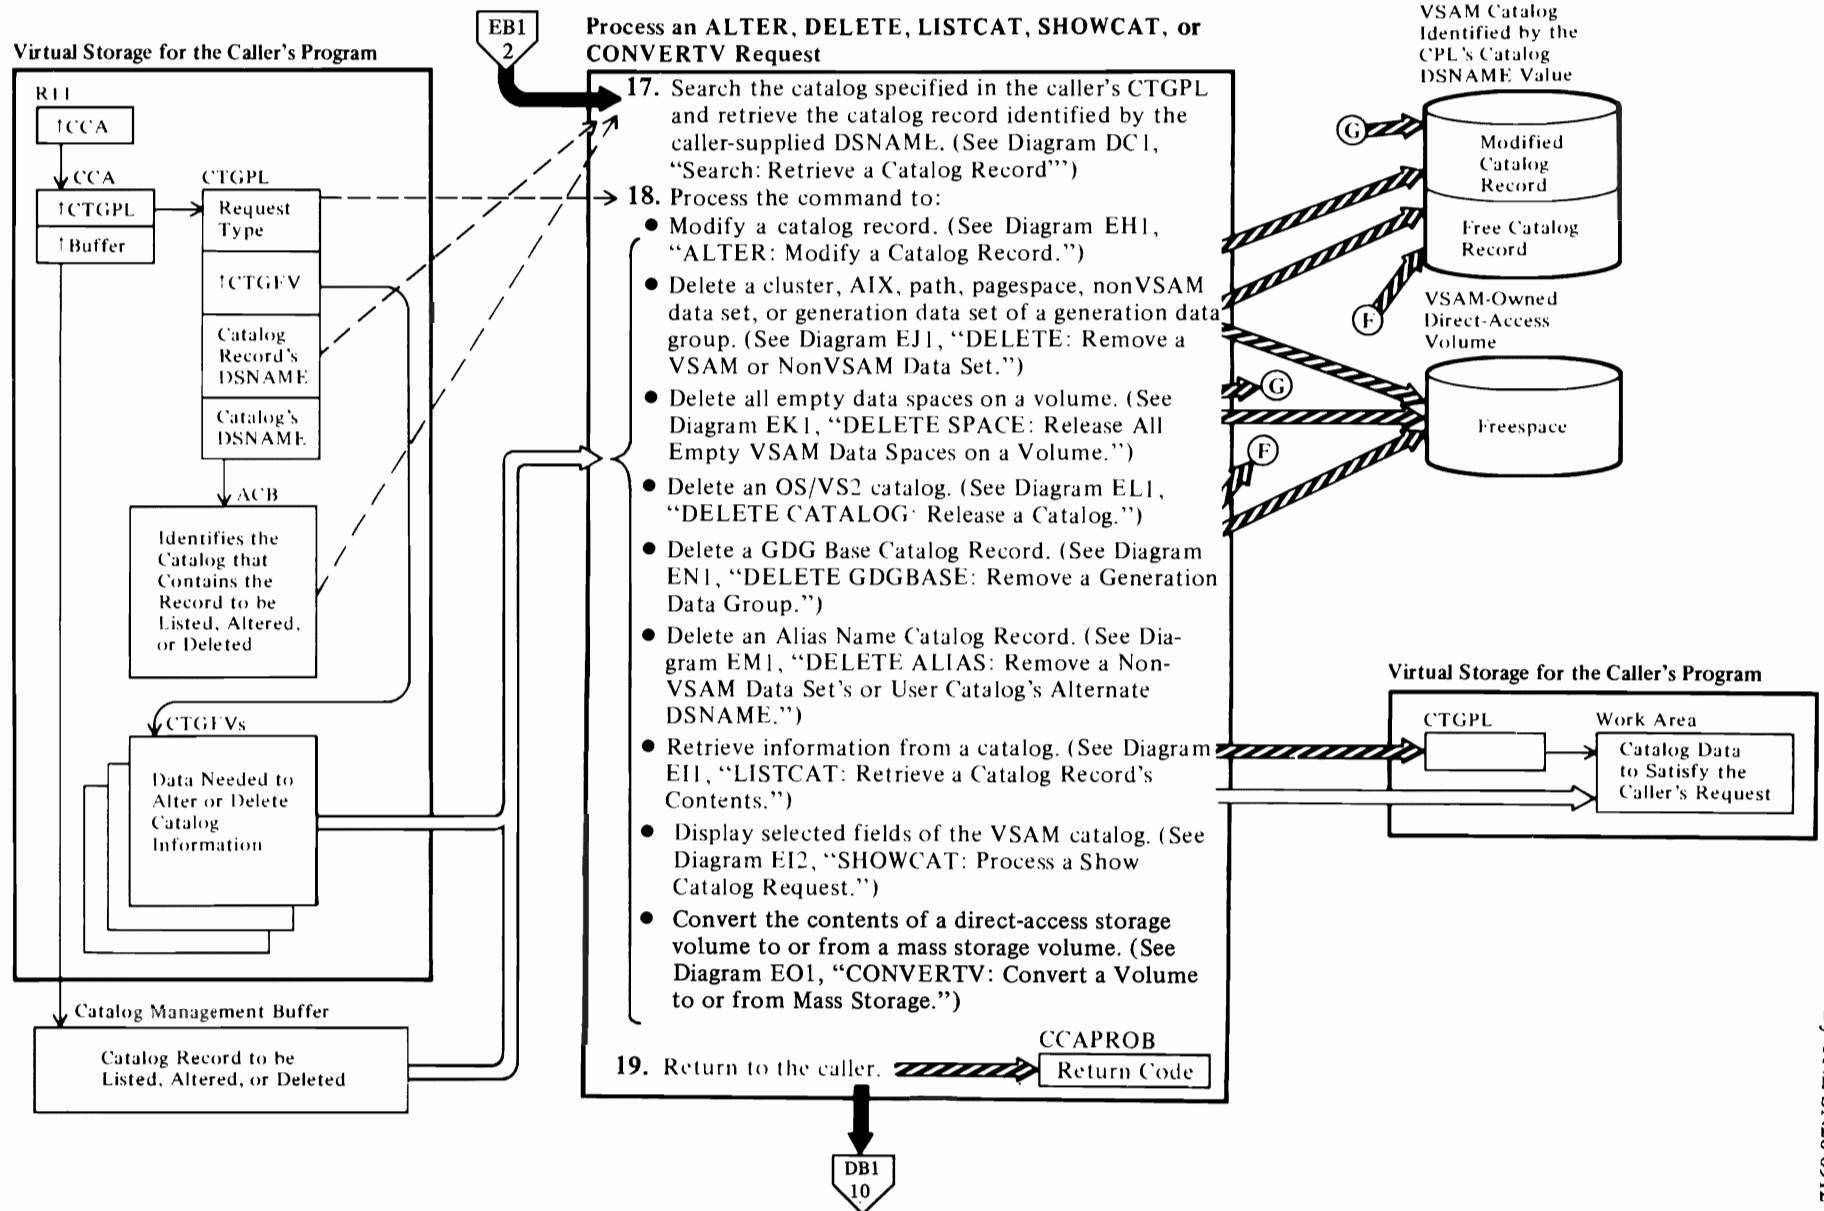 Virtual Storage for the Caller's Program
R11
↑CCA
CCA
↑CTGPL
↑Buffer
CTGPL
Request
Type
↑CTGFV
Catalog
Record's
DSNAME
Catalog's
DSNAME
ACB
Identifies the
Catalog that
Contains the
Record to be
Listed, Altered,
or Deleted
CTGFVs
Data Needed to
Alter or Delete
Catalog
Information
Catalog Management Buffer
Catalog Record to be
Listed, Altered, or Deleted
EB1
2
Process an ALTER, DELETE, LISTCAT, SHOWCAT, or
CONVERTV Request
17. Search the catalog specified in the caller's CTGPL
and retrieve the catalog record identified by the
caller-supplied DSNAME. (See Diagram DC1,
“Search: Retrieve a Catalog Record”’)
18. Process the command to:
● Modify a catalog record. (See Diagram EH1,
“ALTER: Modify a Catalog Record.”)
● Delete a cluster, AIX, path, pagespace, nonVSAM
data set, or generation data set of a generation data
group. (See Diagram EJ1, “DELETE: Remove a
VSAM or NonVSAM Data Set.”)
● Delete all empty data spaces on a volume. (See
Diagram EK1, “DELETE SPACE: Release All
Empty VSAM Data Spaces on a Volume.”)
● Delete an OS/VS2 catalog. (See Diagram EL1,
“DELETE CATALOG: Release a Catalog.”)
● Delete a GDG Base Catalog Record. (See Diagram
EN1, “DELETE GDGBASE: Remove a Generation
Data Group.”)
● Delete an Alias Name Catalog Record. (See Dia-
gram EM1, “DELETE ALIAS: Remove a Non-
VSAM Data Set's or User Catalog's Alternate
DSNAME.”)
● Retrieve information from a catalog. (See Diagram
EI1, “LISTCAT: Retrieve a Catalog Record's
Contents.”)
● Display selected fields of the VSAM catalog. (See
Diagram EI2, “SHOWCAT: Process a Show
Catalog Request.”)
● Convert the contents of a direct-access storage
volume to or from a mass storage volume. (See
Diagram EO1, “CONVERTV: Convert a Volume
to or from Mass Storage.”)
19. Return to the caller.
CCAPROB
Return Code
DB1
10
VSAM Catalog
Identified by the
CPL's Catalog
DSNAME Value
G
Modified
Catalog
Record
Free Catalog
Record
F
VSAM-Owned
Direct-Access
Volume
G
Freespace
F
Virtual Storage for the Caller's Program
CTGPL
Work Area
Catalog Data
to Satisfy the
Caller's Request